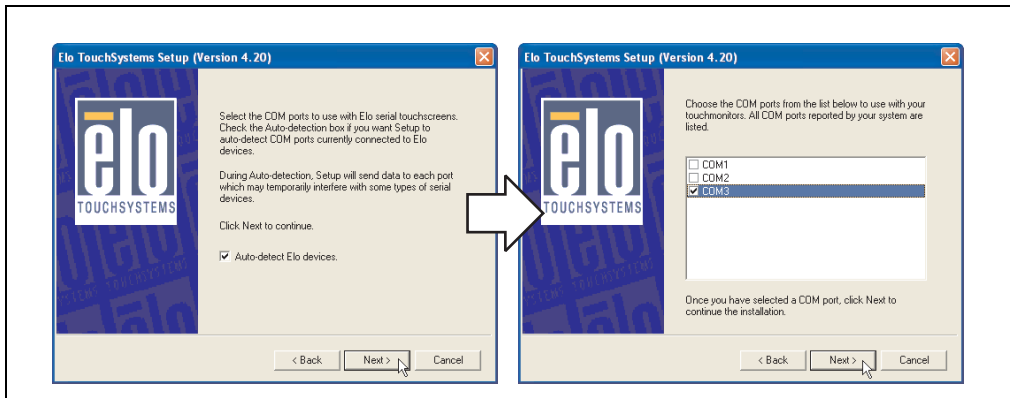 Elo TouchSystems Setup (Version 4.20)
elo
TOUCHSYSTEMS
Select the COM ports to use with Elo serial touchscreens.
Check the Auto-detection box if you want Setup to
auto-detect COM ports currently connected to Elo
devices.
During Auto-detection, Setup will send data to each port
which may temporarily interfere with some types of serial
devices.
Click Next to continue.
Auto-detect Elo devices.
< Back
Next >
Cancel
Elo TouchSystems Setup (Version 4.20)
elo
TOUCHSYSTEMS
Choose the COM ports from the list below to use with your
touchmonitors. All COM ports reported by your system are
listed.
COM1
COM2
COM3
Once you have selected a COM port, click Next to
continue the installation.
< Back
Next >
Cancel